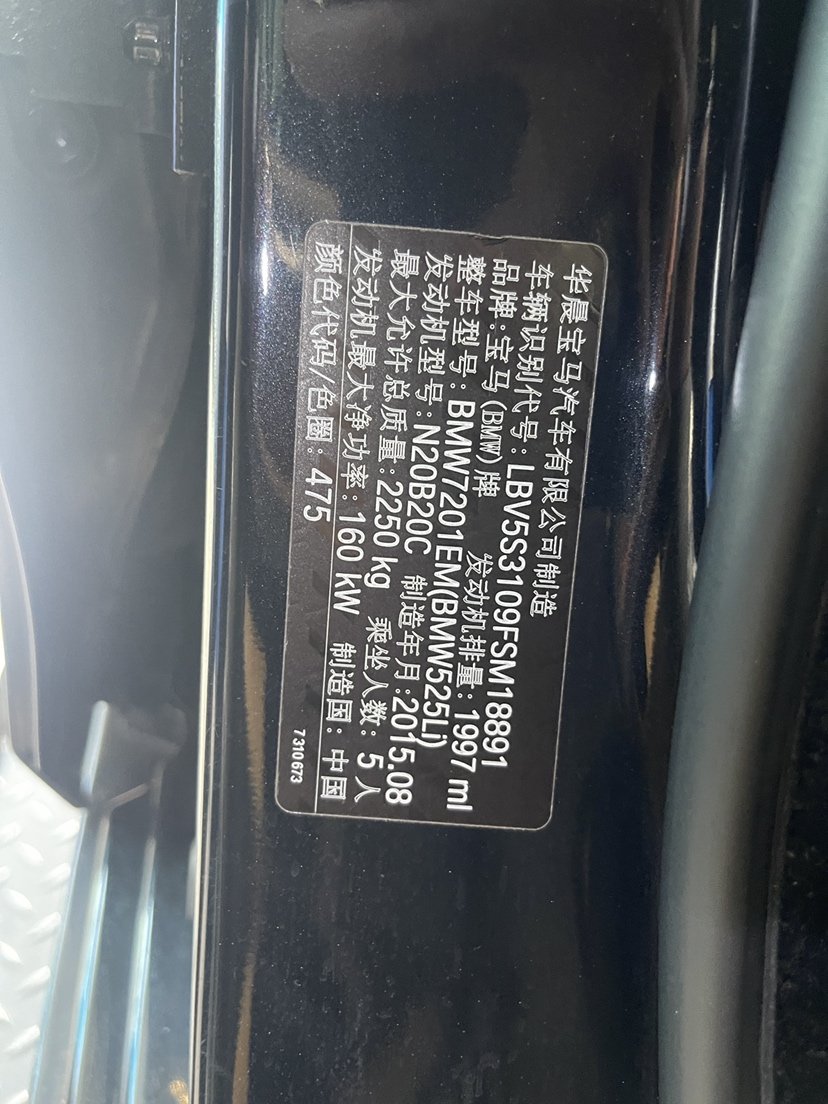 华晨宝马汽车有限公司制造
车辆识别代号:LBV5S3109FSM18891
品牌:宝马(BMW)牌 发动机排量:1997 ml
整车型号:BMW7201EM(BMW525Li)
发动机型号:N20B20C 制造年月:2015.08
最大允许总质量:2250 kg 乘坐人数:5人
发动机最大净功率:160 kW 制造国:中国
颜色代码/色圈:475
7 310 673